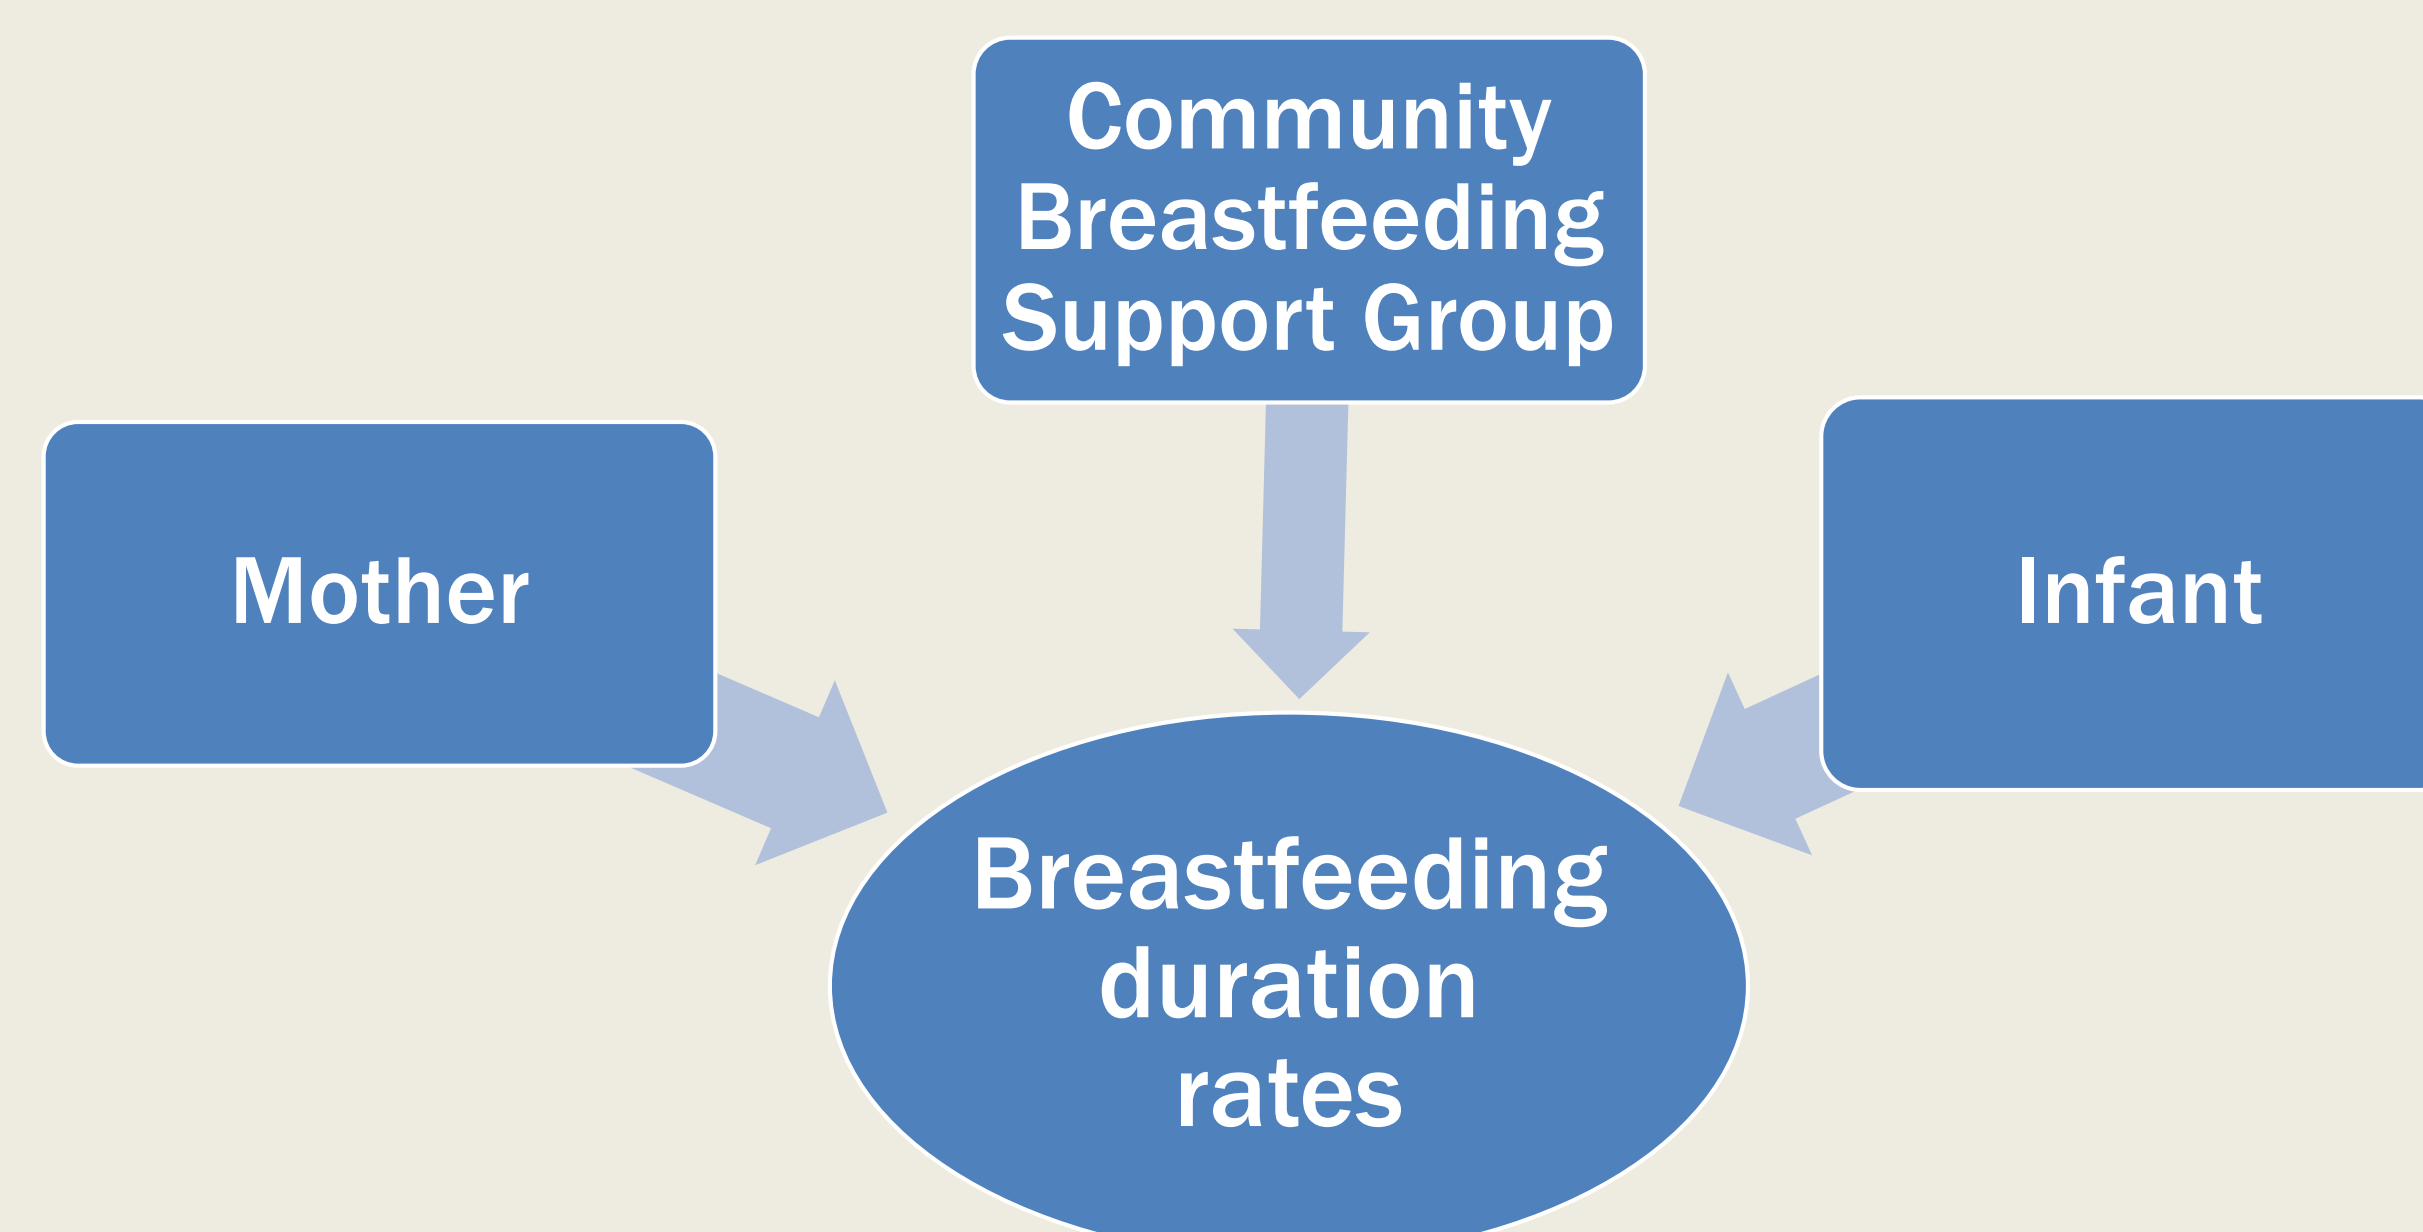 Community
Breastfeeding
Support Group
Mother
Infant
Breastfeeding
duration
rates